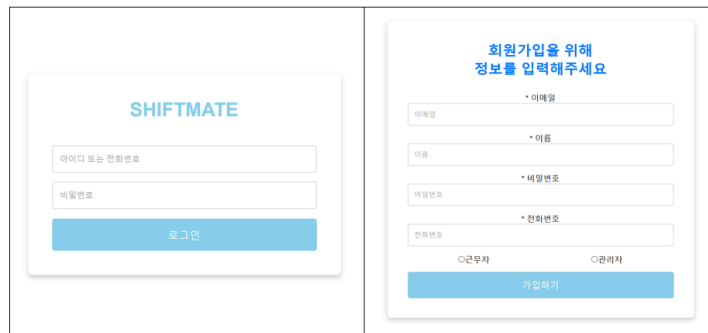 SHIFTMATE
아이디 또는 전화번호
비밀번호
로그인
회원가입을 위해
정보를 입력해주세요
* 이메일
이메일
* 이름
이름
* 비밀번호
비밀번호
* 전화번호
전화번호
근무자 관리자
가입하기